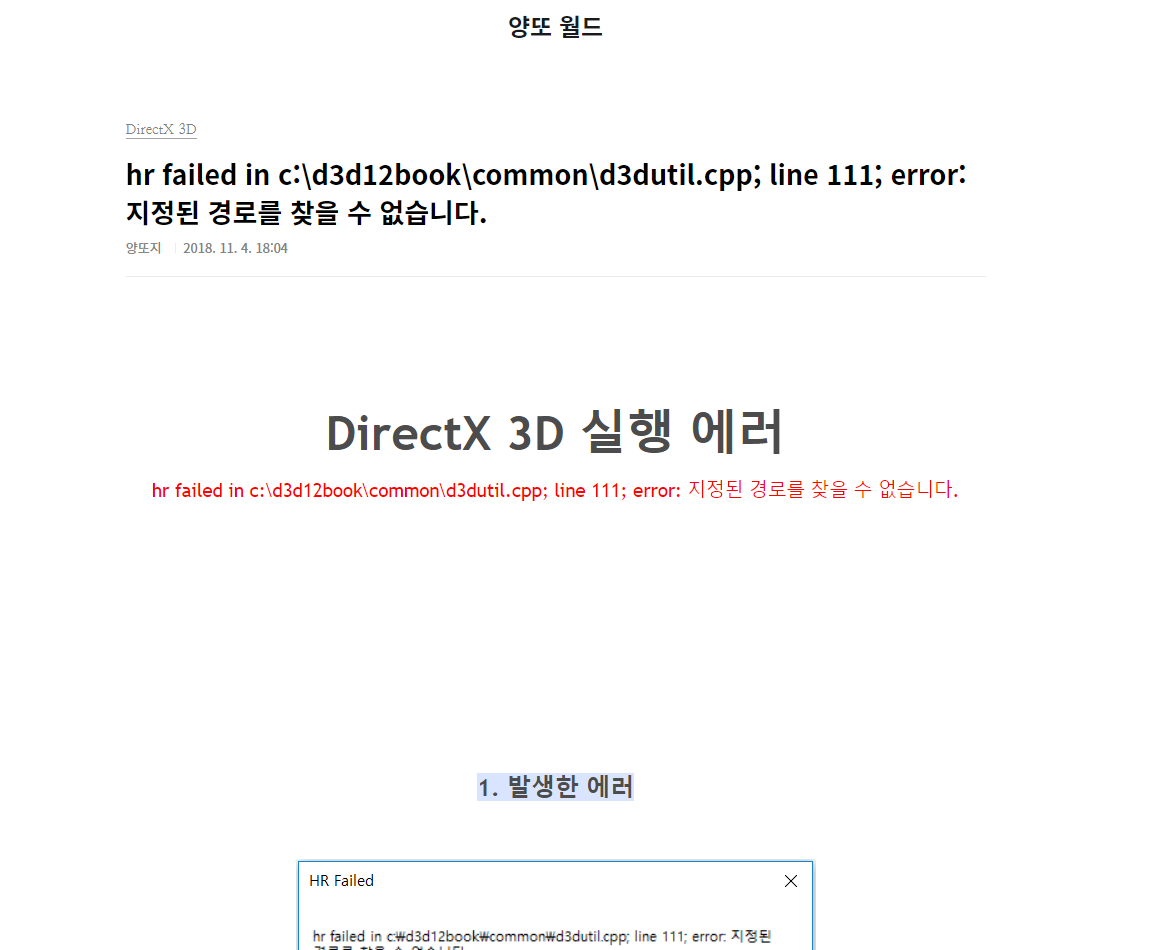 양또 월드
DirectX 3D
hr failed in c:\d3d12book\common\d3dutil.cpp; line 111; error:
지정된 경로를 찾을 수 없습니다.
양또지 2018. 11. 4. 18:04
DirectX 3D 실행 에러
hr failed in c:\d3d12book\common\d3dutil.cpp; line 111; error: 지정된 경로를 찾을 수 없습니다.
1. 발생한 에러
HR Failed
hr failed in c:₩d3d12book₩common₩d3dutil.cpp; line 111; error: 지정된